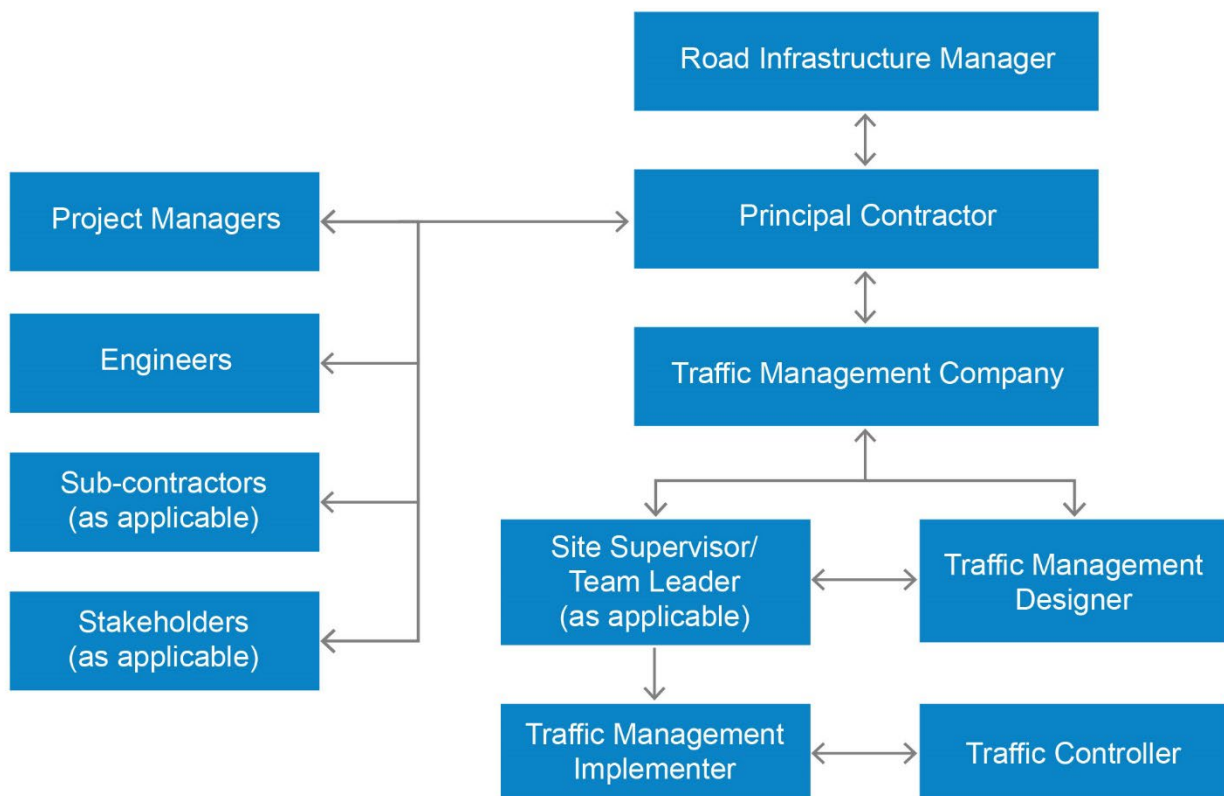 Road Infrastructure Manager
Project Managers
Principal Contractor
Engineers
Traffic Management Company
Sub-contractors
(as applicable)
Site Supervisor/
Team Leader
(as applicable)
Traffic Management
Designer
Stakeholders
(as applicable)
Traffic Management
Implementer
Traffic Controller